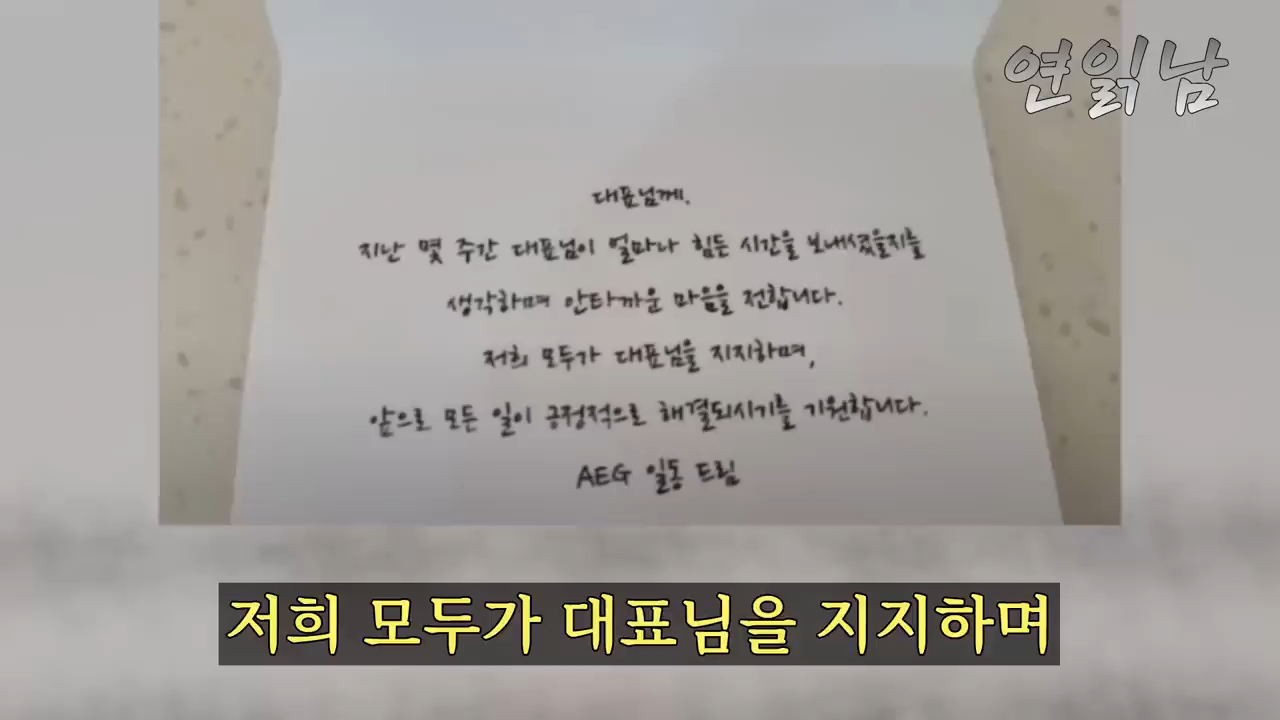 연읽남
대표님께.
지난 몇 주간 대표님이 얼마나 힘든 시간을 보내셨을지를
생각하며 안타까운 마음을 전합니다.
저희 모두가 대표님을 지지하며,
앞으로 모든 일이 긍정적으로 해결되시기를 기원합니다.
AEG 일동 드림
저희 모두가 대표님을 지지하며